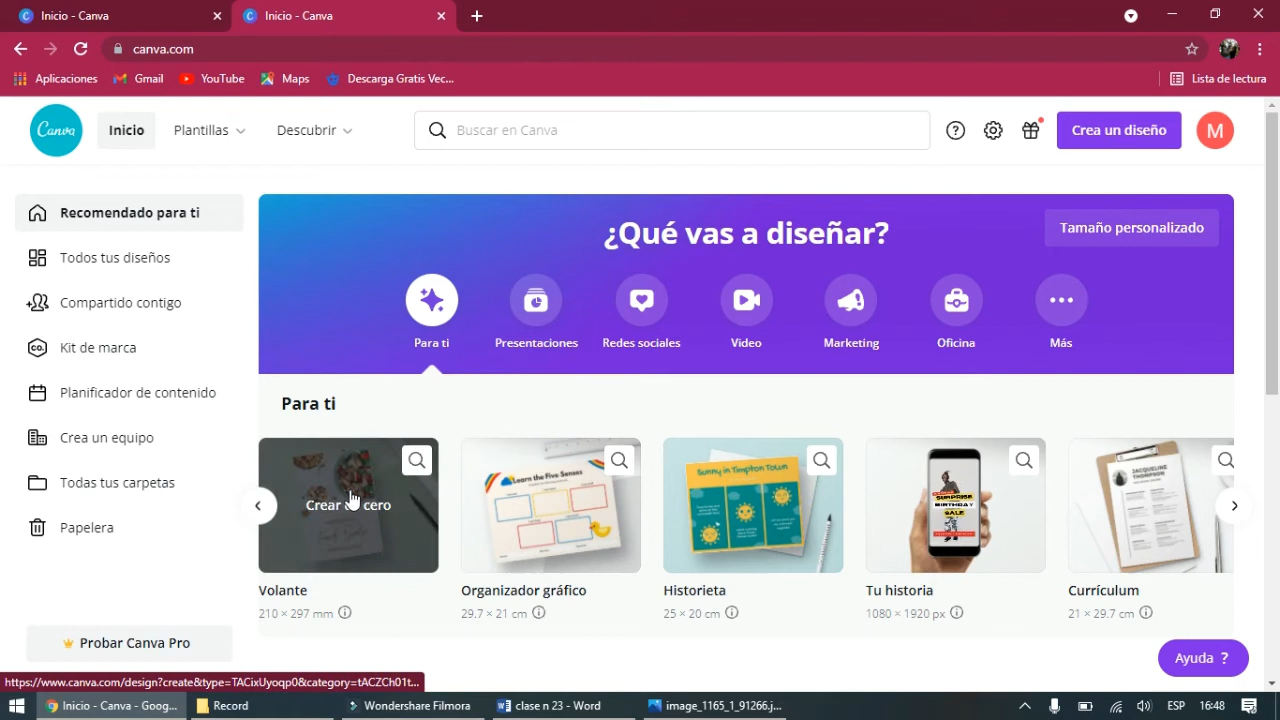 Inicio - Canva
Inicio - Canva
canva.com
Aplicaciones
Gmail
YouTube
Maps
Descarga Gratis Vec...
Lista de lectura
Canva
Inicio
Plantillas
Descubrir
Buscar en Canva
Crea un diseño
M
Recomendado para ti
Todos tus diseños
Compartido contigo
Kit de marca
Planificador de contenido
Crea un equipo
Todas tus carpetas
Papelera
Probar Canva Pro
¿Qué vas a diseñar?
Tamaño personalizado
Para ti
Presentaciones
Redes sociales
Video
Marketing
Oficina
Más
Para ti
Learn the Five Senses
Sunny in Timpton Town
SURPRISE
BIRTHDAY
SALE
JACQUELINE
THOMPSON
Volante
210 × 297 mm
Organizador gráfico
29.7 × 21 cm
Historieta
25 × 20 cm
Tu historia
1080 × 1920 px
Currículum
21 × 29.7 cm
Ayuda ?
https://www.canva.com/design?create&type=TACixUyoqp0&category=tACZCh01t...
Inicio - Canva - Goog...
Record
Wondershare Filmora
clase n 23 - Word
image_1165_1_91266.j...
ESP
16:48